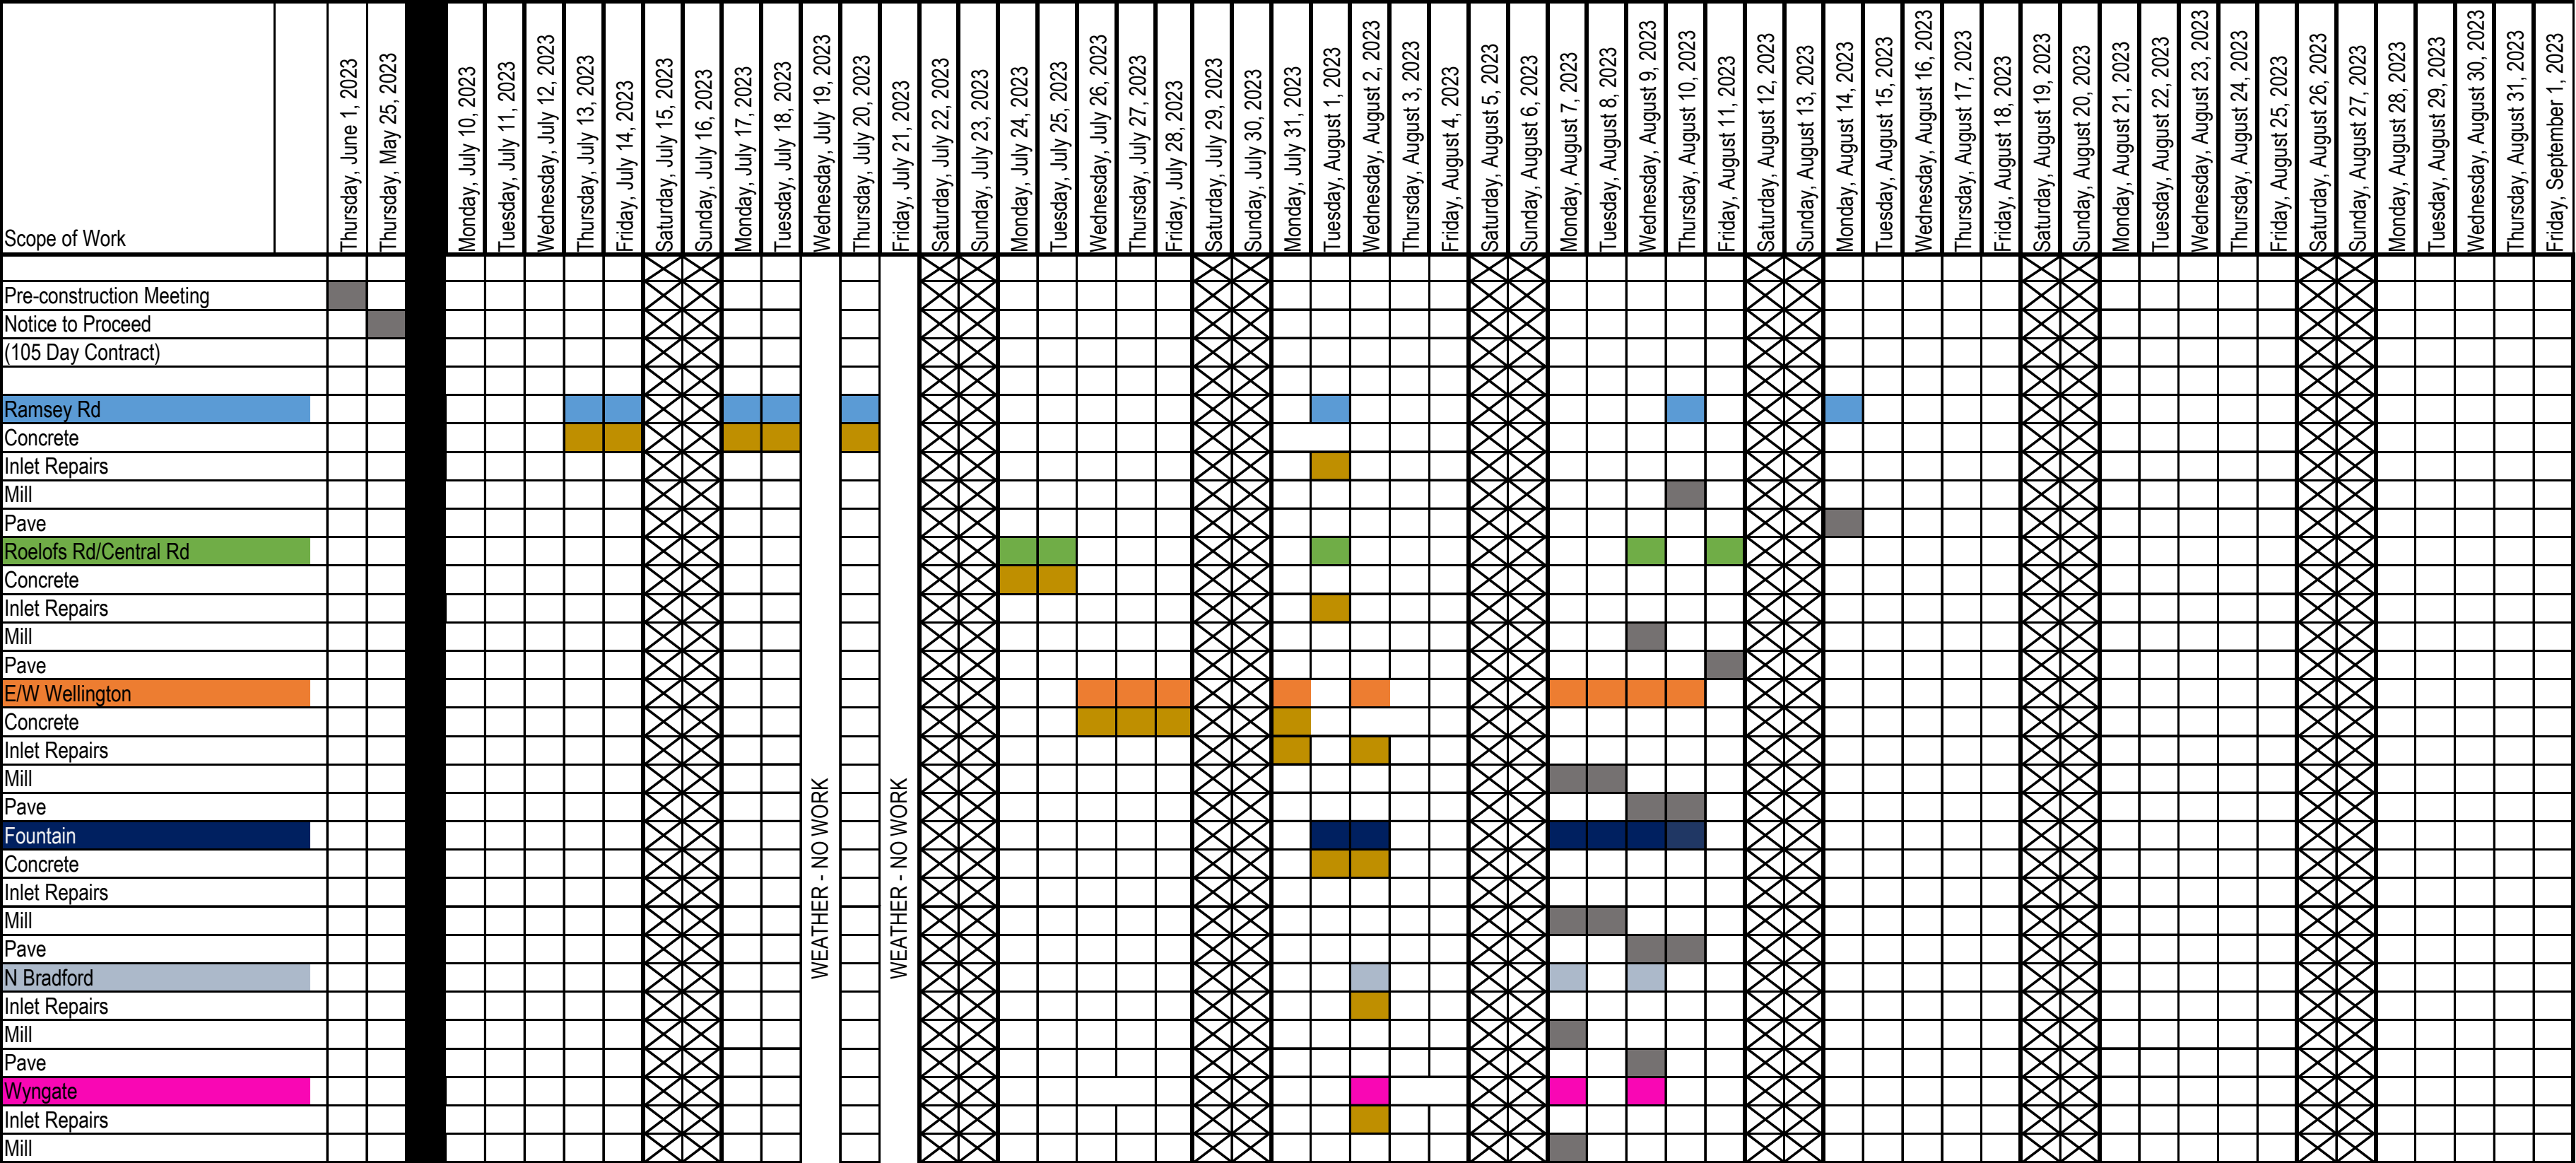 Scope of Work
Thursday, June 1, 2023
Thursday, May 25, 2023
Monday, July 10, 2023
Tuesday, July 11, 2023
Wednesday, July 12, 2023
Thursday, July 13, 2023
Friday, July 14, 2023
Saturday, July 15, 2023
Sunday, July 16, 2023
Monday, July 17, 2023
Tuesday, July 18, 2023
Wednesday, July 19, 2023
Thursday, July 20, 2023
Friday, July 21, 2023
Saturday, July 22, 2023
Sunday, July 23, 2023
Monday, July 24, 2023
Tuesday, July 25, 2023
Wednesday, July 26, 2023
Thursday, July 27, 2023
Friday, July 28, 2023
Saturday, July 29, 2023
Sunday, July 30, 2023
Monday, July 31, 2023
Tuesday, August 1, 2023
Wednesday, August 2, 2023
Thursday, August 3, 2023
Friday, August 4, 2023
Saturday, August 5, 2023
Sunday, August 6, 2023
Monday, August 7, 2023
Tuesday, August 8, 2023
Wednesday, August 9, 2023
Thursday, August 10, 2023
Friday, August 11, 2023
Saturday, August 12, 2023
Sunday, August 13, 2023
Monday, August 14, 2023
Tuesday, August 15, 2023
Wednesday, August 16, 2023
Thursday, August 17, 2023
Friday, August 18, 2023
Saturday, August 19, 2023
Sunday, August 20, 2023
Monday, August 21, 2023
Tuesday, August 22, 2023
Wednesday, August 23, 2023
Thursday, August 24, 2023
Friday, August 25, 2023
Saturday, August 26, 2023
Sunday, August 27, 2023
Monday, August 28, 2023
Tuesday, August 29, 2023
Wednesday, August 30, 2023
Thursday, August 31, 2023
Friday, September 1, 2023
Pre-construction Meeting
Notice to Proceed
(105 Day Contract)
Ramsey Rd
Concrete
Inlet Repairs
Mill
Pave
Roelofs Rd/Central Rd
Concrete
Inlet Repairs
Mill
Pave
E/W Wellington
Concrete
Inlet Repairs
Mill
Pave
Fountain
Concrete
Inlet Repairs
Mill
Pave
N Bradford
Inlet Repairs
Mill
Pave
Wyngate
Inlet Repairs
Mill
WEATHER - NO WORK
WEATHER - NO WORK